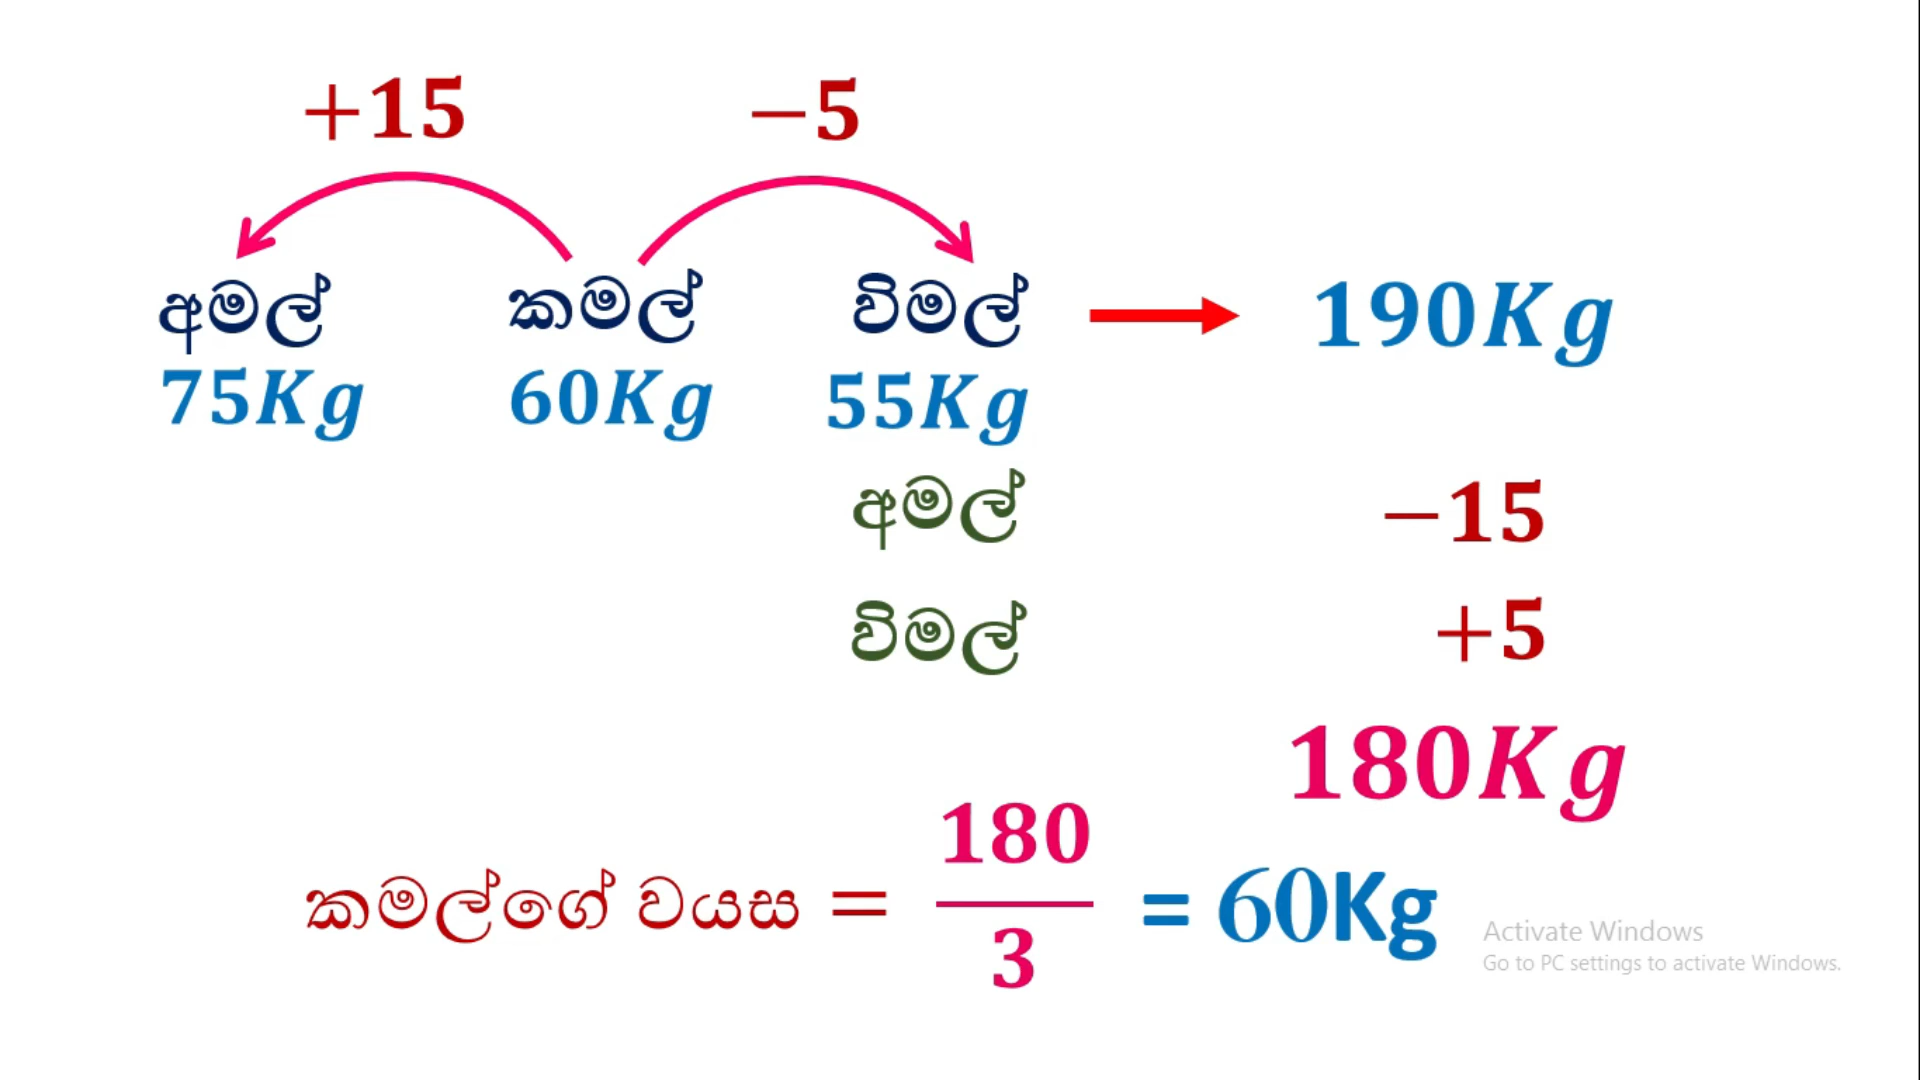 +15 −5
අමල් කමල් විමල් 190Kg
75Kg 60Kg 55Kg
අමල් −15
විමල් +5
180Kg
කමල්ගේ වයස = 180/3 = 60Kg
Activate Windows
Go to PC settings to activate Windows.